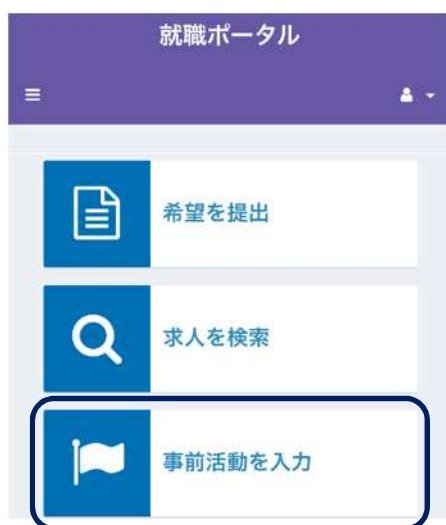 就職ポータル
希望を提出
求人を検索
事前活動を入力